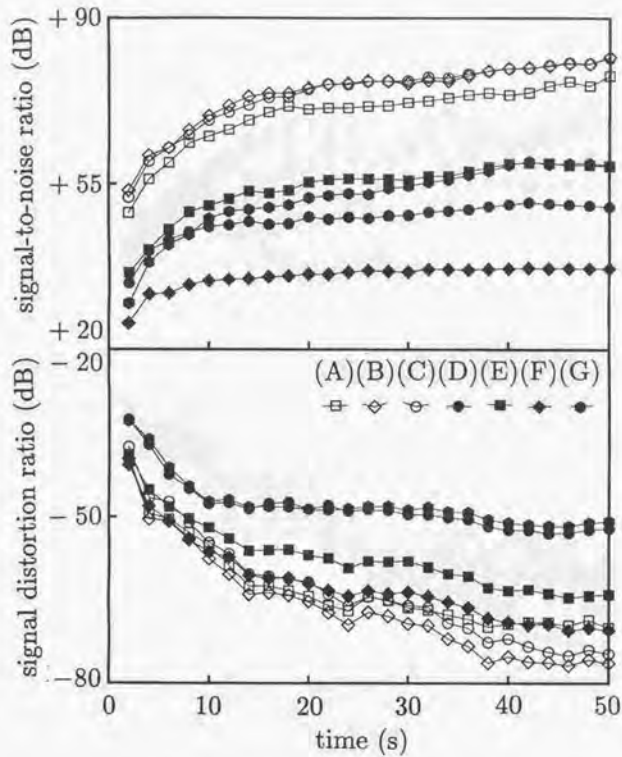 + 90
+ 55
+ 20
signal-to-noise ratio (dB)
- 20
- 50
- 80
signal distortion ratio (dB)
(A) (B) (C) (D) (E) (F) (G)
0 10 20 30 40 50
time (s)